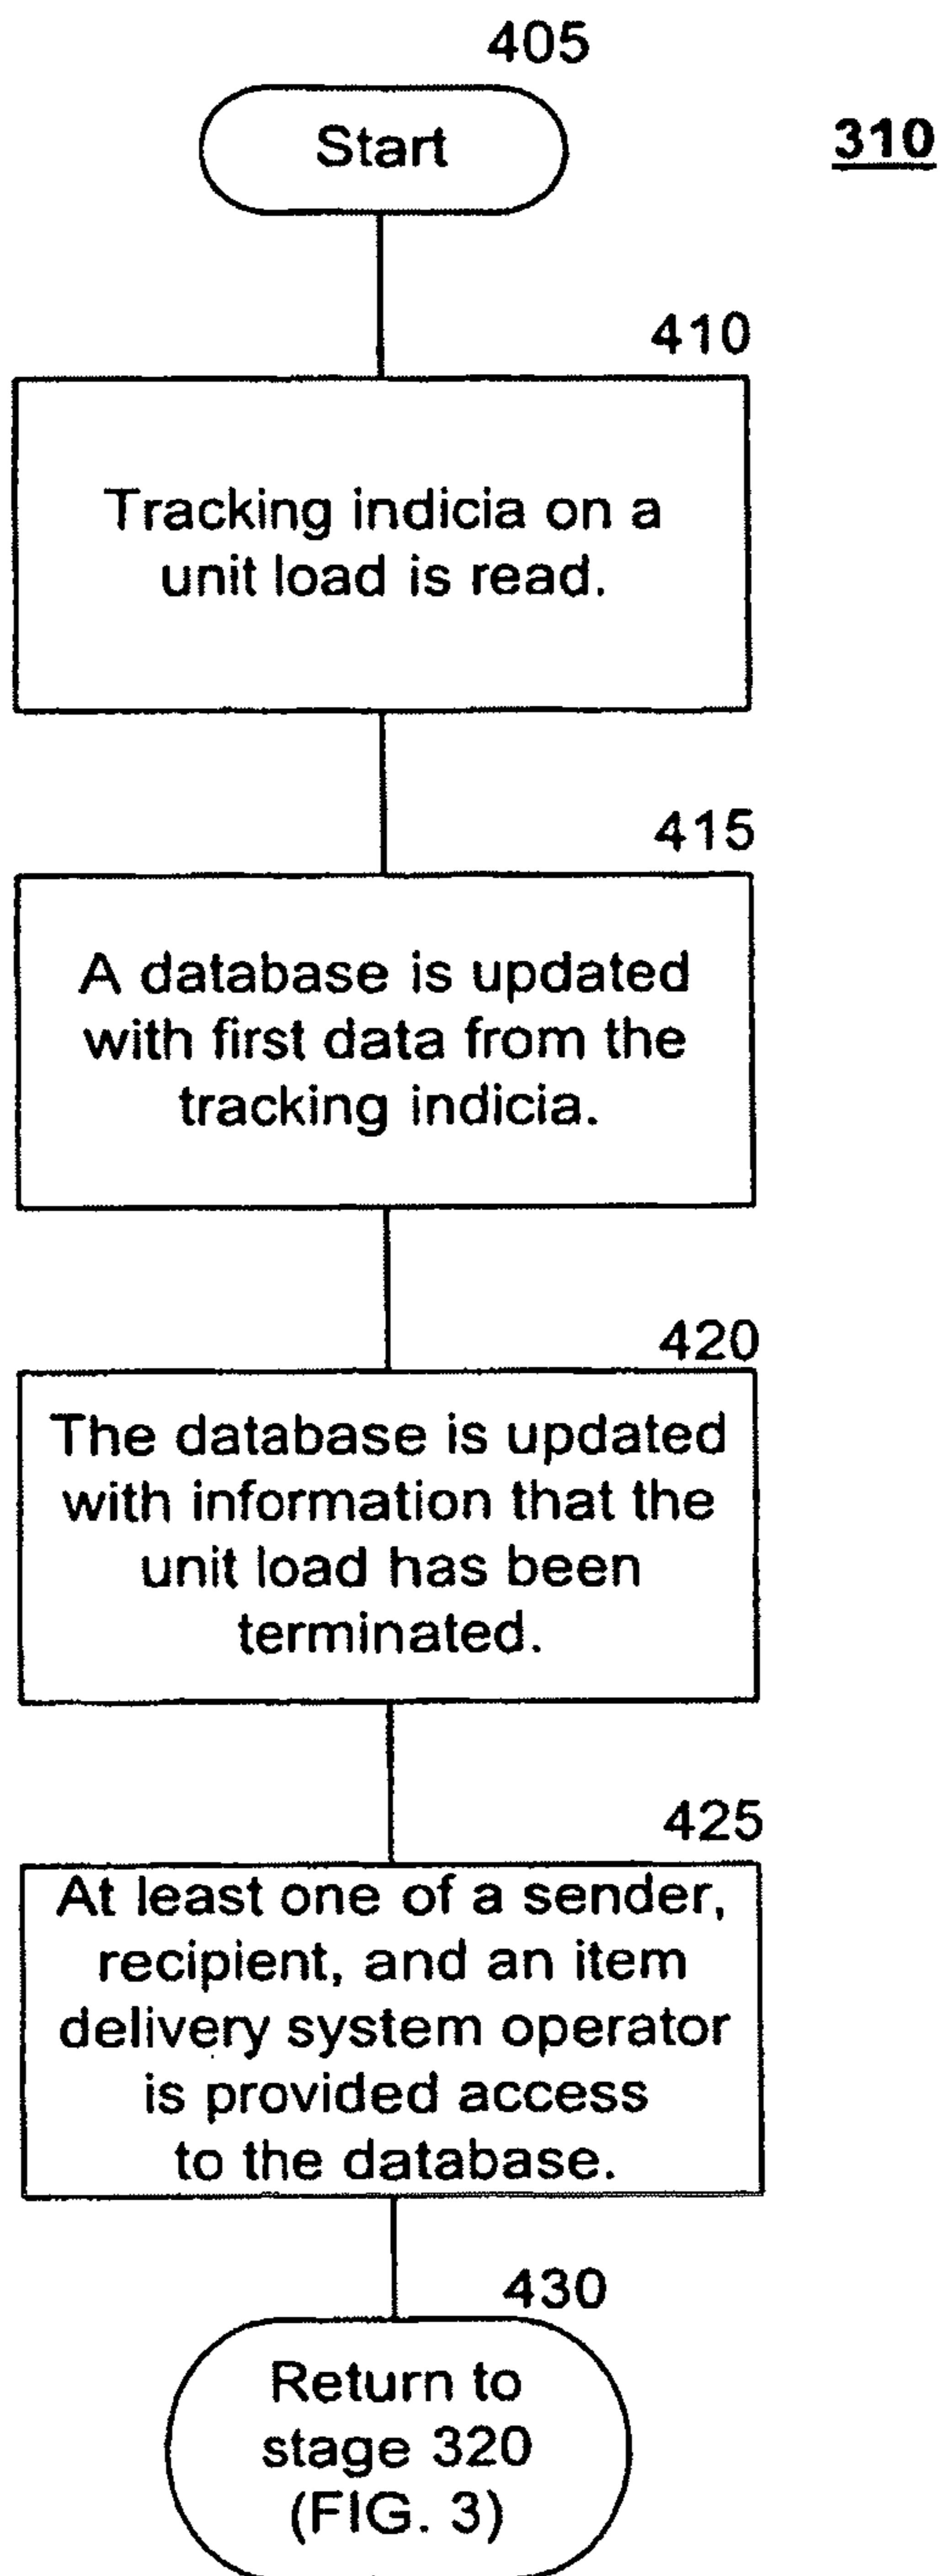 405
Start
310
410
Tracking indicia on a
unit load is read.
415
A database is updated
with first data from the
tracking indicia.
420
The database is updated
with information that the
unit load has been
terminated.
425
At least one of a sender,
recipient, and an item
delivery system operator
is provided access
to the database.
430
Return to
stage 320
(FIG. 3)